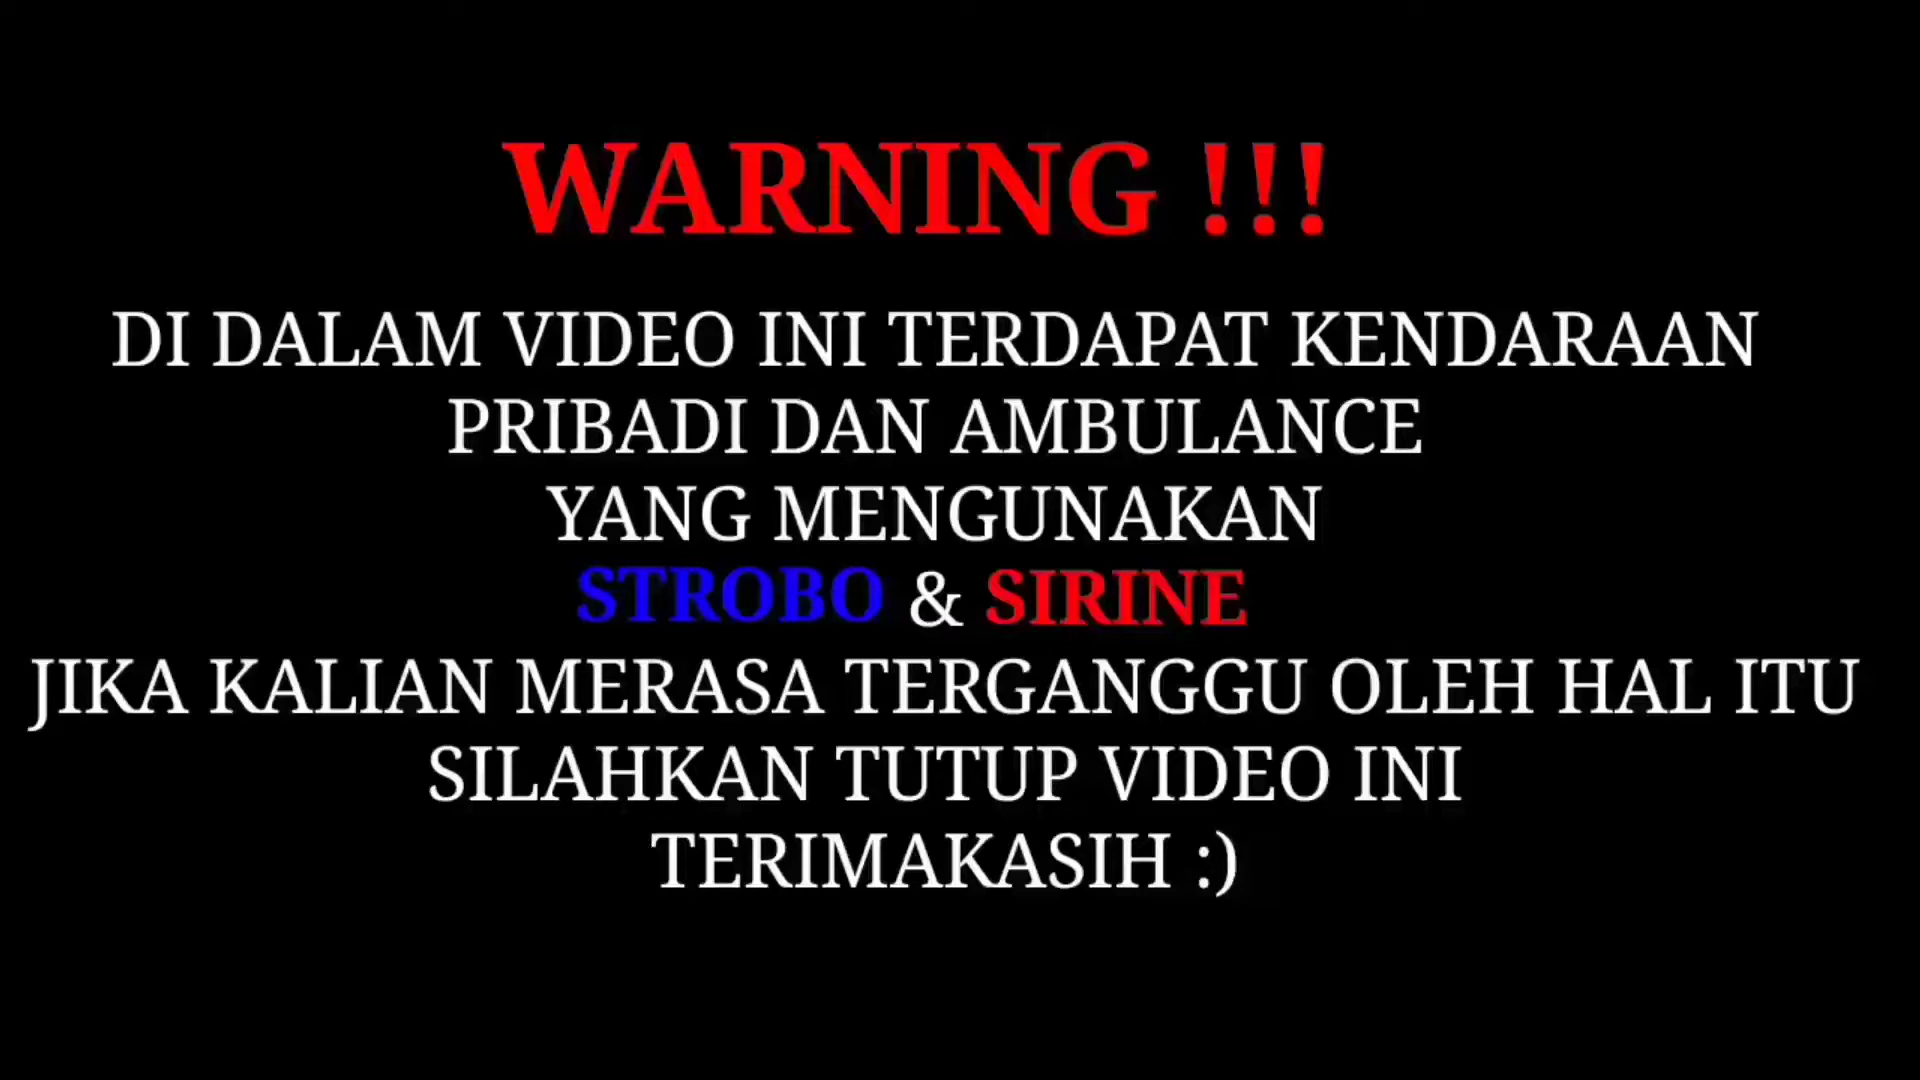 WARNING !!!
DI DALAM VIDEO INI TERDAPAT KENDARAAN
PRIBADI DAN AMBULANCE
YANG MENGUNAKAN
STROBO & SIRINE
JIKA KALIAN MERASA TERGANGGU OLEH HAL ITU
SILAHKAN TUTUP VIDEO INI
TERIMAKASIH :)